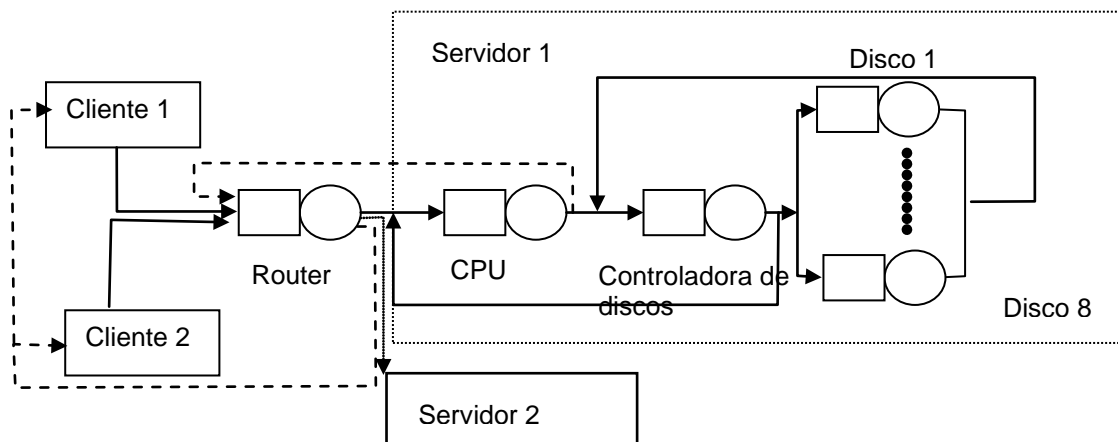 Servidor 1
Disco 1
Cliente 1
Router
CPU
Controladora de
discos
Disco 8
Cliente 2
Servidor 2